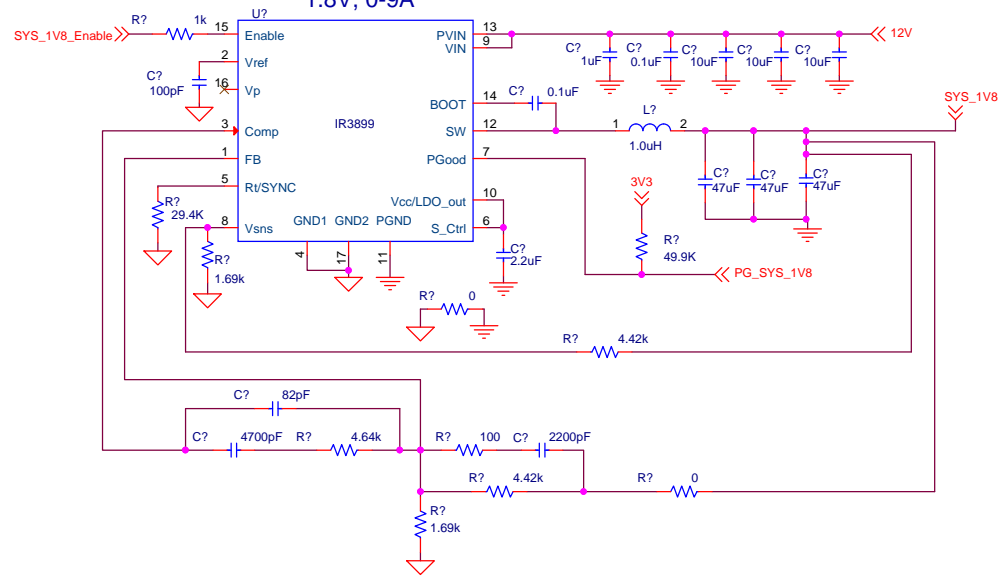 1.8V, 0-9A
R? 1k U?
SYS_1V8_Enable 15 Enable PVIN 13 12V
VIN 9
2 Vref C? 1uF C? 0.1uF C? 10uF C? 10uF C? 10uF
C? 100pF 16 Vp
BOOT 14 C? 0.1uF SYS_1V8
3 Comp IR3899 SW 12 1 L? 2
1.0uH
1 FB PGood 7
C? 47uF C? 47uF C? 47uF
5 Rt/SYNC 3V3
R? 29.4K Vcc/LDO_out 10
8 Vsns GND1 GND2 PGND S_Ctrl 6
R? 1.69k 4 17 11 C? 2.2uF R? 49.9K
PG_SYS_1V8
R? 0
R? 4.42k
C? 82pF
C? 4700pF R? 4.64k R? 100 C? 2200pF
R? 4.42k R? 0
R? 1.69k